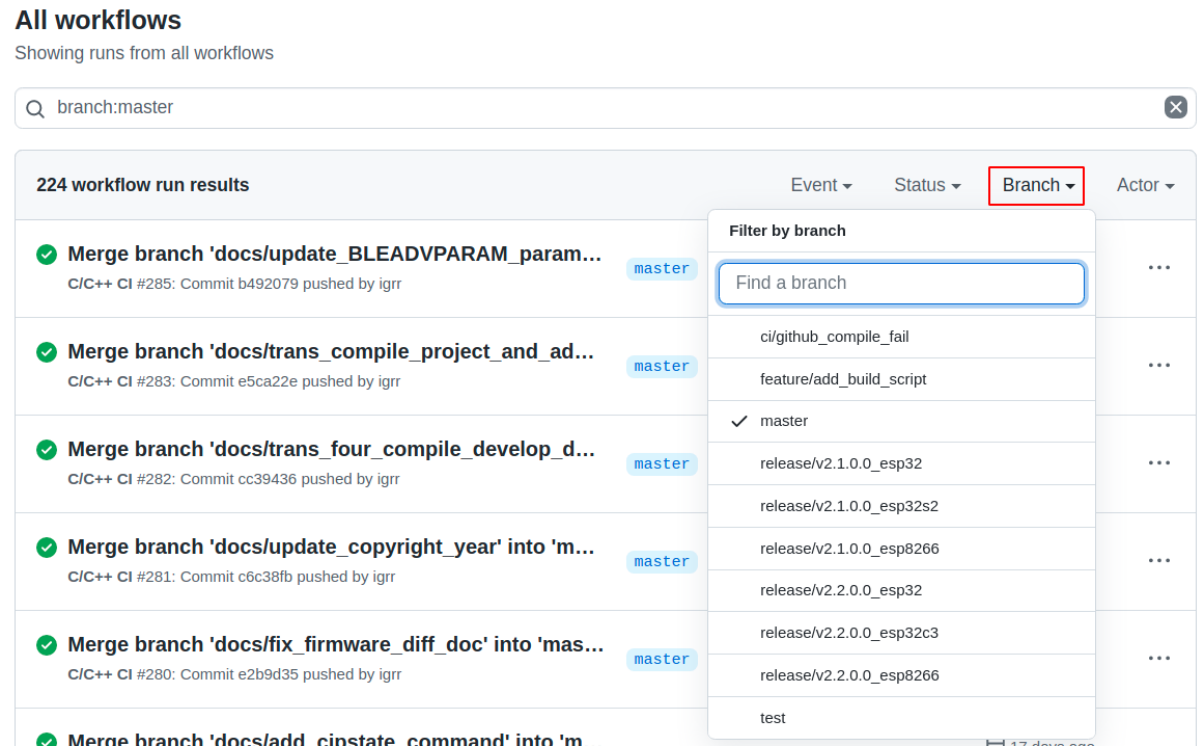 All workflows
Showing runs from all workflows
branch:master
224 workflow run results
Event
Status
Branch
Actor
Merge branch 'docs/update_BLEADVPARAM_param...
C/C++ CI #285: Commit b492079 pushed by igrr
master
Merge branch 'docs/trans_compile_project_and_ad...
C/C++ CI #283: Commit e5ca22e pushed by igrr
master
Merge branch 'docs/trans_four_compile_develop_d...
C/C++ CI #282: Commit cc39436 pushed by igrr
master
Merge branch 'docs/update_copyright_year' into 'm...
C/C++ CI #281: Commit c6c38fb pushed by igrr
master
Merge branch 'docs/fix_firmware_diff_doc' into 'mas...
C/C++ CI #280: Commit e2b9d35 pushed by igrr
master
Merge branch 'docs/add_cipstate_command' into 'm...
17 days ago
Filter by branch
Find a branch
ci/github_compile_fail
feature/add_build_script
master
release/v2.1.0.0_esp32
release/v2.1.0.0_esp32s2
release/v2.1.0.0_esp8266
release/v2.2.0.0_esp32
release/v2.2.0.0_esp32c3
release/v2.2.0.0_esp8266
test